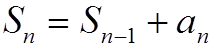 Sₙ = Sₙ₋₁ + aₙ